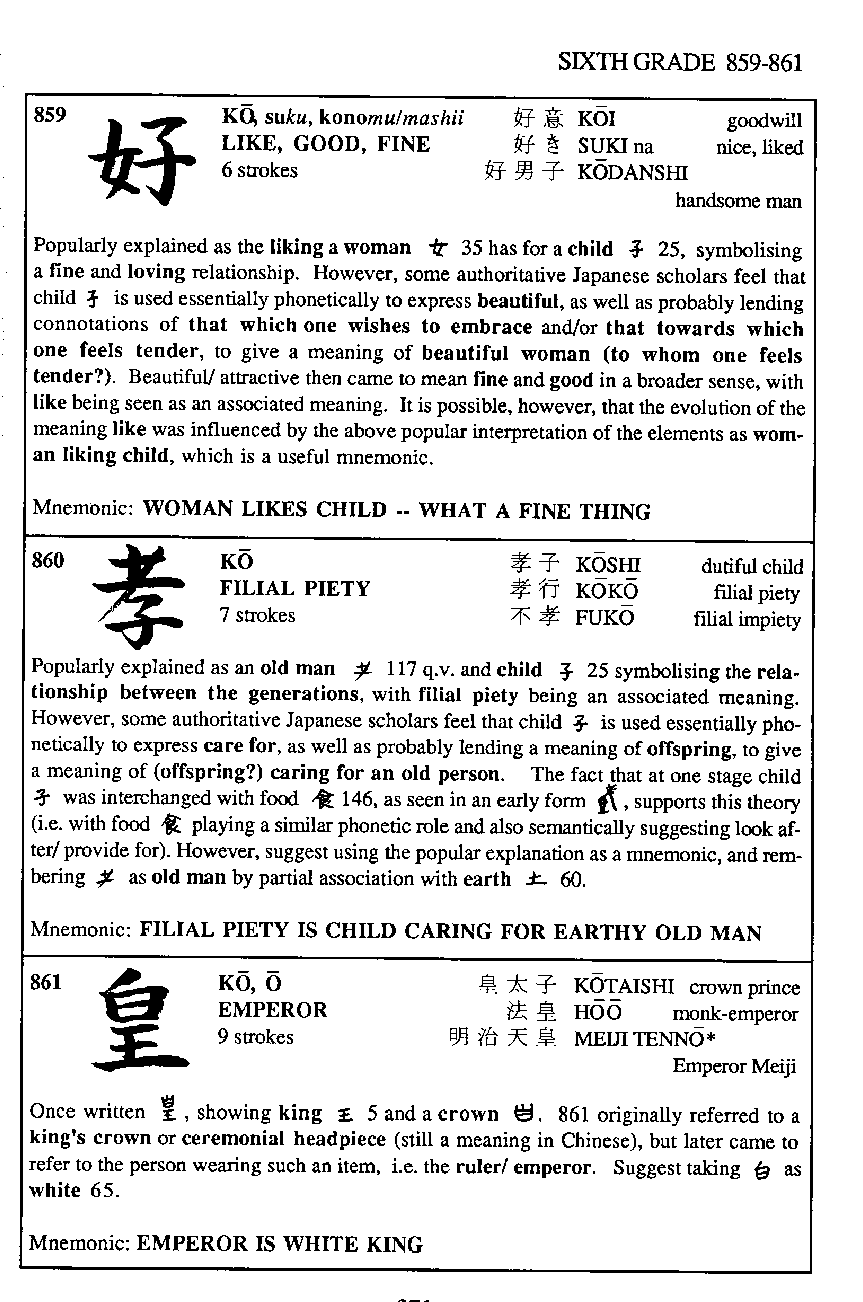 SIXTH GRADE 859-861
859 好 KŌ, suku, konomu/mashii 好意 KŌI goodwill
LIKE, GOOD, FINE 好き SUKI na nice, liked
6 strokes 好男子 KŌDANSHI
handsome man
Popularly explained as the liking a woman 女 35 has for a child 子 25, symbolising
a fine and loving relationship. However, some authoritative Japanese scholars feel that
child 子 is used essentially phonetically to express beautiful, as well as probably lending
connotations of that which one wishes to embrace and/or that towards which
one feels tender, to give a meaning of beautiful woman (to whom one feels
tender?). Beautiful/ attractive then came to mean fine and good in a broader sense, with
like being seen as an associated meaning. It is possible, however, that the evolution of the
meaning like was influenced by the above popular interpretation of the elements as wom-
an liking child, which is a useful mnemonic.
Mnemonic: WOMAN LIKES CHILD -- WHAT A FINE THING
860 孝 KŌ 孝子 KŌSHI dutiful child
FILIAL PIETY 孝行 KŌKŌ filial piety
7 strokes 不孝 FUKŌ filial impiety
Popularly explained as an old man 耂 117 q.v. and child 子 25 symbolising the rela-
tionship between the generations, with filial piety being an associated meaning.
However, some authoritative Japanese scholars feel that child 子 is used essentially pho-
netically to express care for, as well as probably lending a meaning of offspring, to give
a meaning of (offspring?) caring for an old person. The fact that at one stage child
子 was interchanged with food 食 146, as seen in an early form , supports this theory
(i.e. with food 食 playing a similar phonetic role and also semantically suggesting look af-
ter/ provide for). However, suggest using the popular explanation as a mnemonic, and rem-
bering 耂 as old man by partial association with earth 土 60.
Mnemonic: FILIAL PIETY IS CHILD CARING FOR EARTHY OLD MAN
861 皇 KŌ, Ō 皇太子 KŌTAISHI crown prince
EMPEROR 法皇 HŌŌ monk-emperor
9 strokes 明治天皇 MEIJI TENNŌ*
Emperor Meiji
Once written , showing king 王 5 and a crown . 861 originally referred to a
king's crown or ceremonial headpiece (still a meaning in Chinese), but later came to
refer to the person wearing such an item, i.e. the ruler/ emperor. Suggest taking 白 as
white 65.
Mnemonic: EMPEROR IS WHITE KING